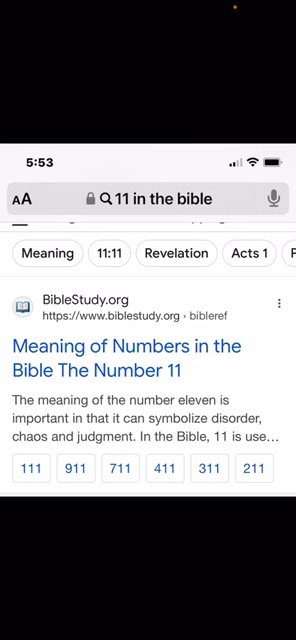 5:53
AA 11 in the bible
Meaning 11:11 Revelation Acts 1 F
BibleStudy.org
https://www.biblestudy.org › bibleref
Meaning of Numbers in the
Bible The Number 11
The meaning of the number eleven is
important in that it can symbolize disorder,
chaos and judgment. In the Bible, 11 is use...
111 911 711 411 311 211